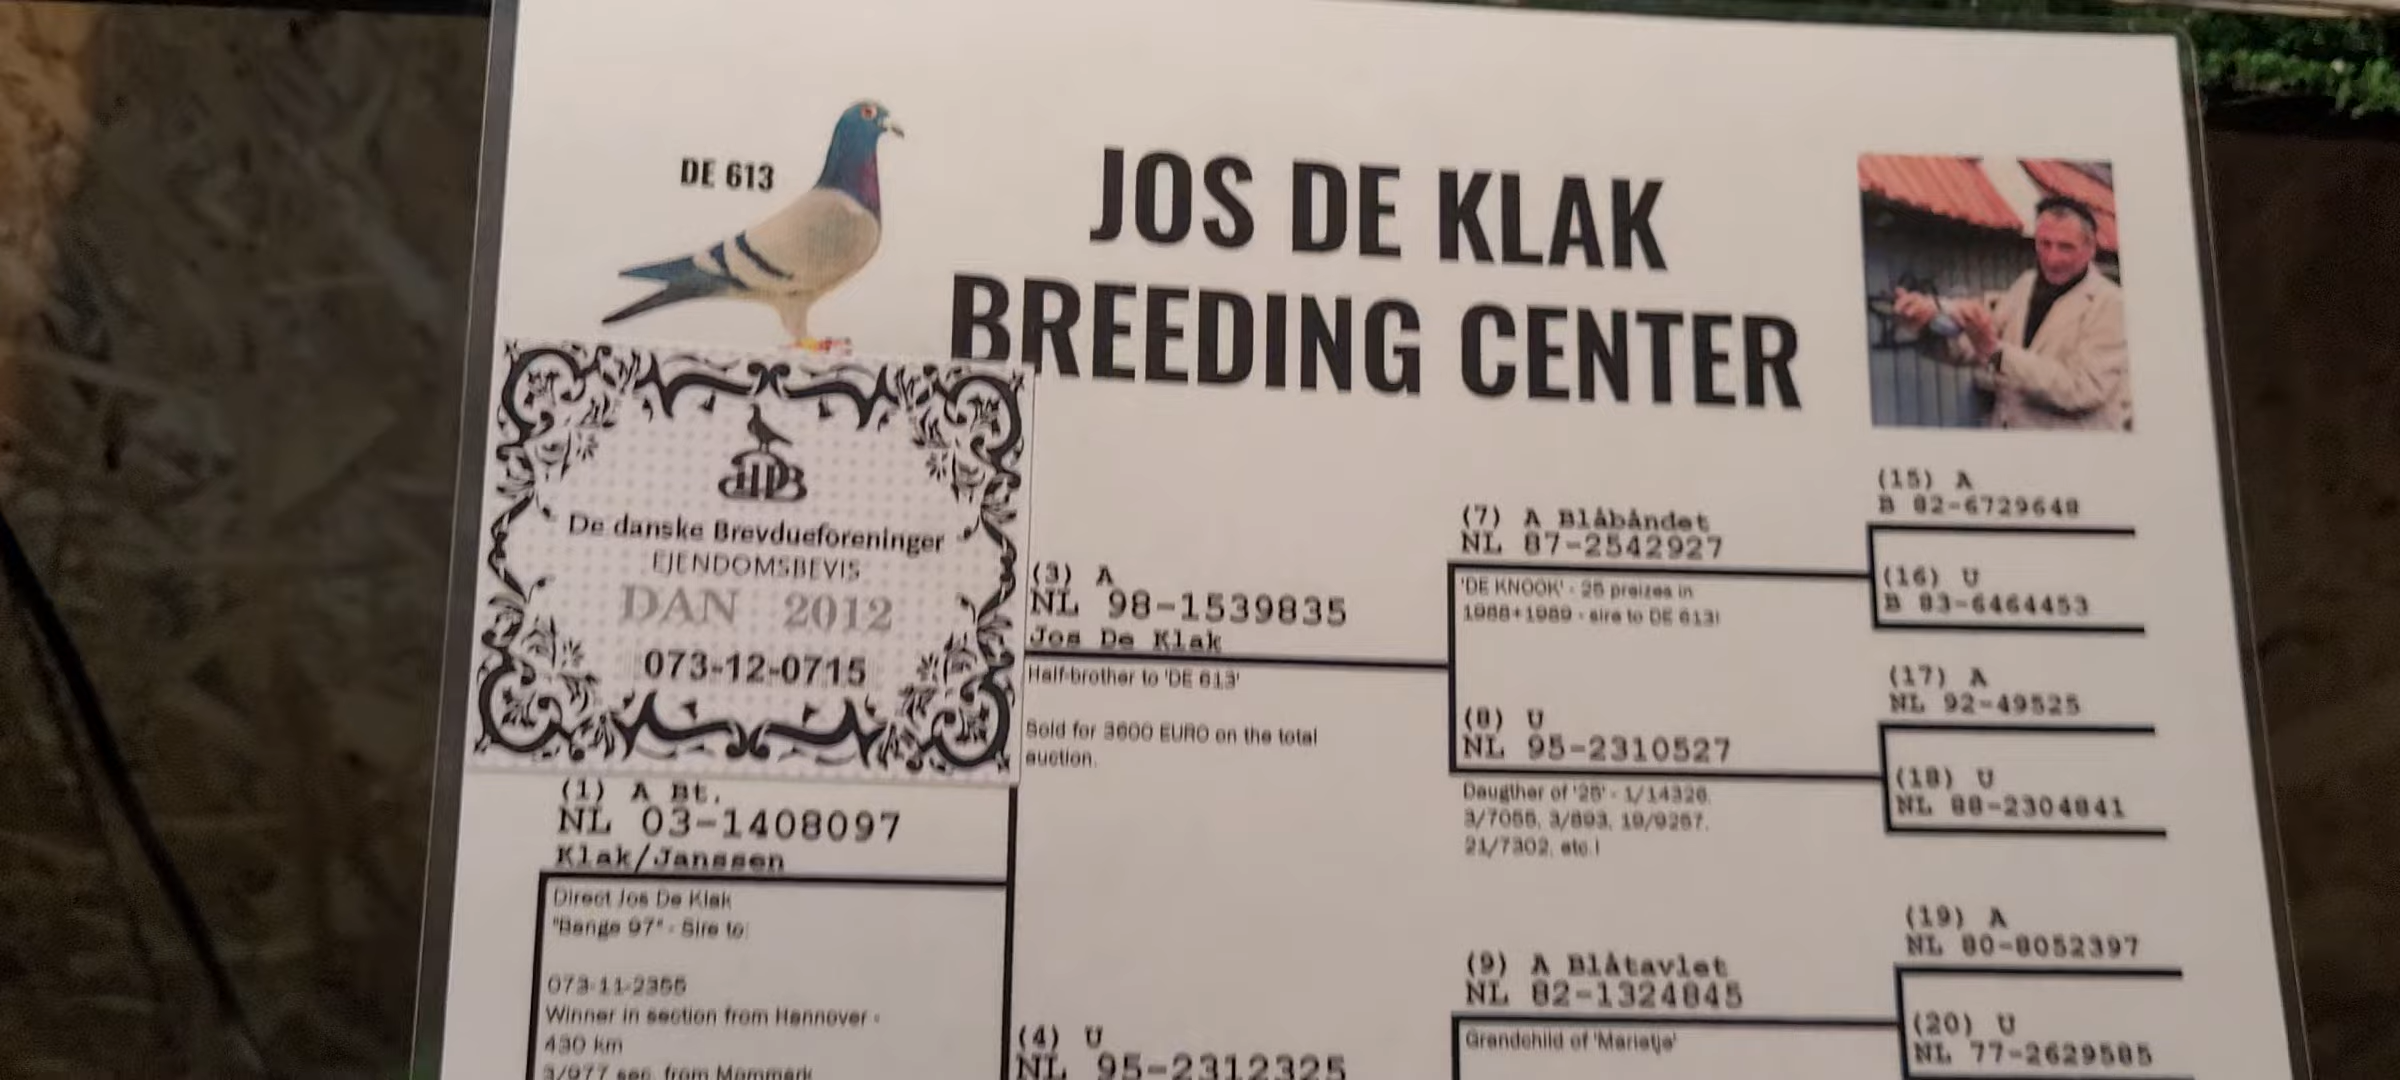 DE 613
JOS DE KLAK
BREEDING CENTER
De danske Brevdueforeninger
EJENDOMSBEVIS
DAN 2012
073-12-0715
(1) A Bt.
NL 03-1408097
Klak/Janssen
Direct Jos De Klak
"Bange 97" - Sire to:
073-11-2355
Winner in section from Hannover -
430 km
3/977 sec. from Mommark
(3) A
NL 98-1539835
Jos De Klak
Half-brother to 'DE 613'
Sold for 3600 EURO on the total
auction.
(4) U
NL 95-2312325
(7) A Blåbåndet
NL 87-2542927
'DE KNOOK' - 25 preizes in
1988+1989 - sire to DE 613!
(8) U
NL 95-2310527
Daugther of '25' - 1/14326,
3/7055, 3/893, 19/9257,
21/7302, etc.!
(9) A Blåtavlet
NL 82-1324845
Grandchild of 'Marietje'
(15) A
B 82-6729648
(16) U
B 83-6464453
(17) A
NL 92-49525
(18) U
NL 88-2304841
(19) A
NL 80-8052397
(20) U
NL 77-2629585